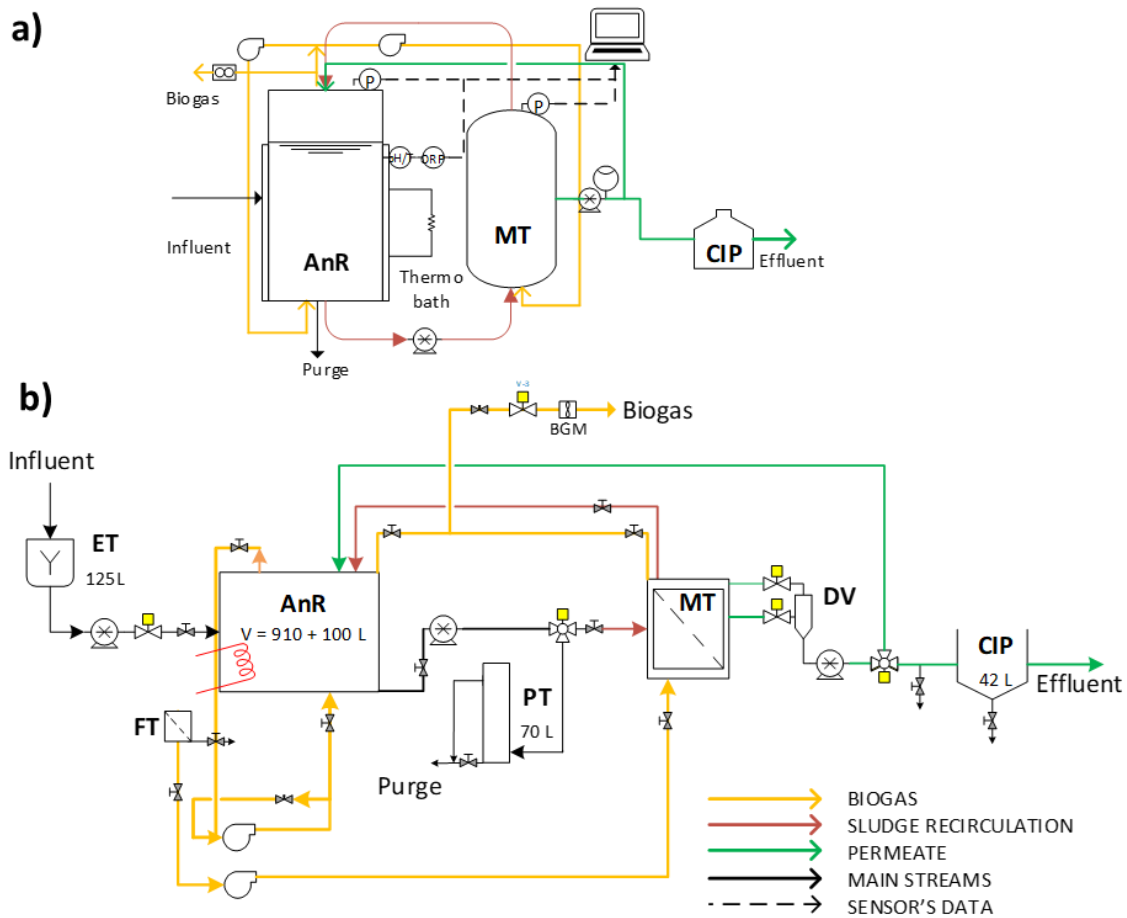 a)
Biogas
P
P
H/T
ORP
Influent
AnR
MT
Thermo
bath
CIP
Effluent
Purge
b)
V-3
Biogas
BGM
Influent
ET
125L
AnR
V = 910 + 100 L
MT
DV
CIP
42 L
Effluent
FT
PT
70 L
Purge
BIOGAS
SLUDGE RECIRCULATION
PERMEATE
MAIN STREAMS
SENSOR'S DATA